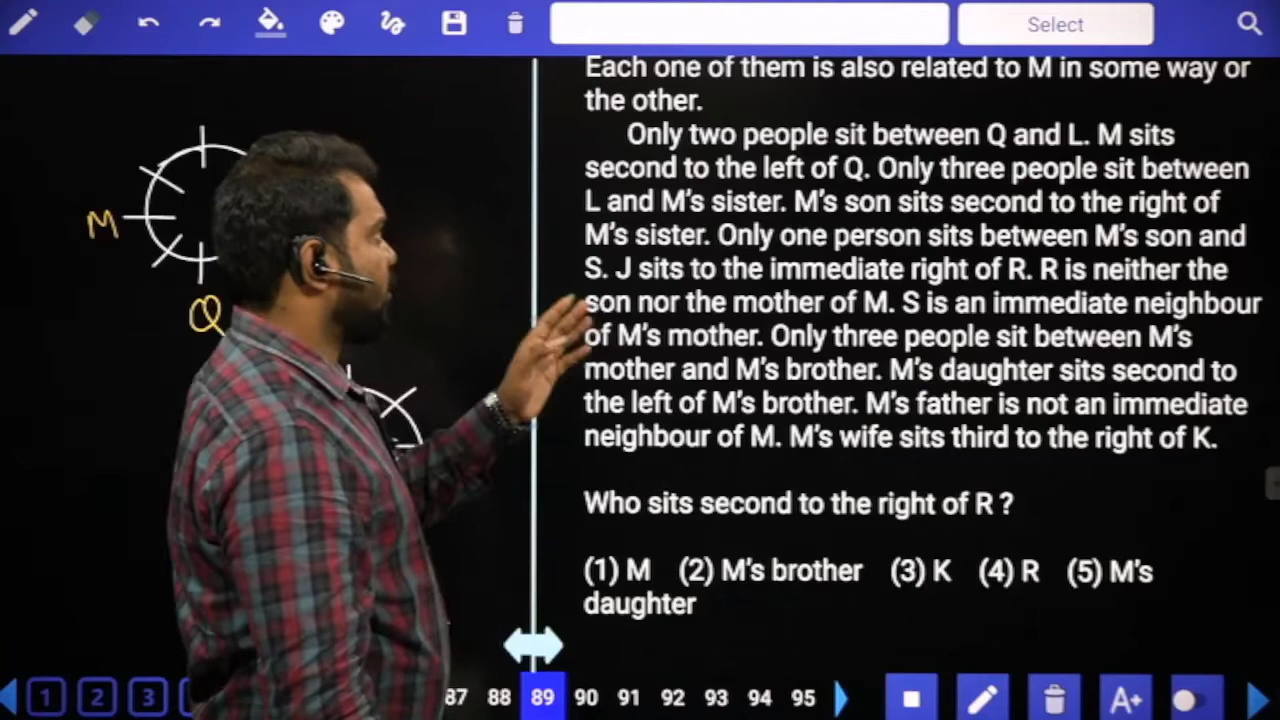 Select
Each one of them is also related to M in some way or
the other.
Only two people sit between Q and L. M sits
second to the left of Q. Only three people sit between
L and M's sister. M's son sits second to the right of
M's sister. Only one person sits between M's son and
S. J sits to the immediate right of R. R is neither the
son nor the mother of M. S is an immediate neighbour
of M's mother. Only three people sit between M's
mother and M's brother. M's daughter sits second to
the left of M's brother. M's father is not an immediate
neighbour of M. M's wife sits third to the right of K.
Who sits second to the right of R ?
(1) M (2) M's brother (3) K (4) R (5) M's
daughter
M
Q
1 2 3 87 88 89 90 91 92 93 94 95 A+